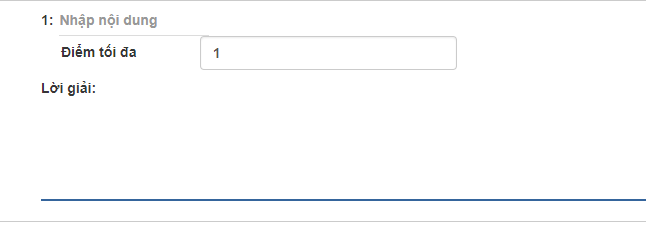 1: Nhập nội dung
Điểm tối đa 1
Lời giải: